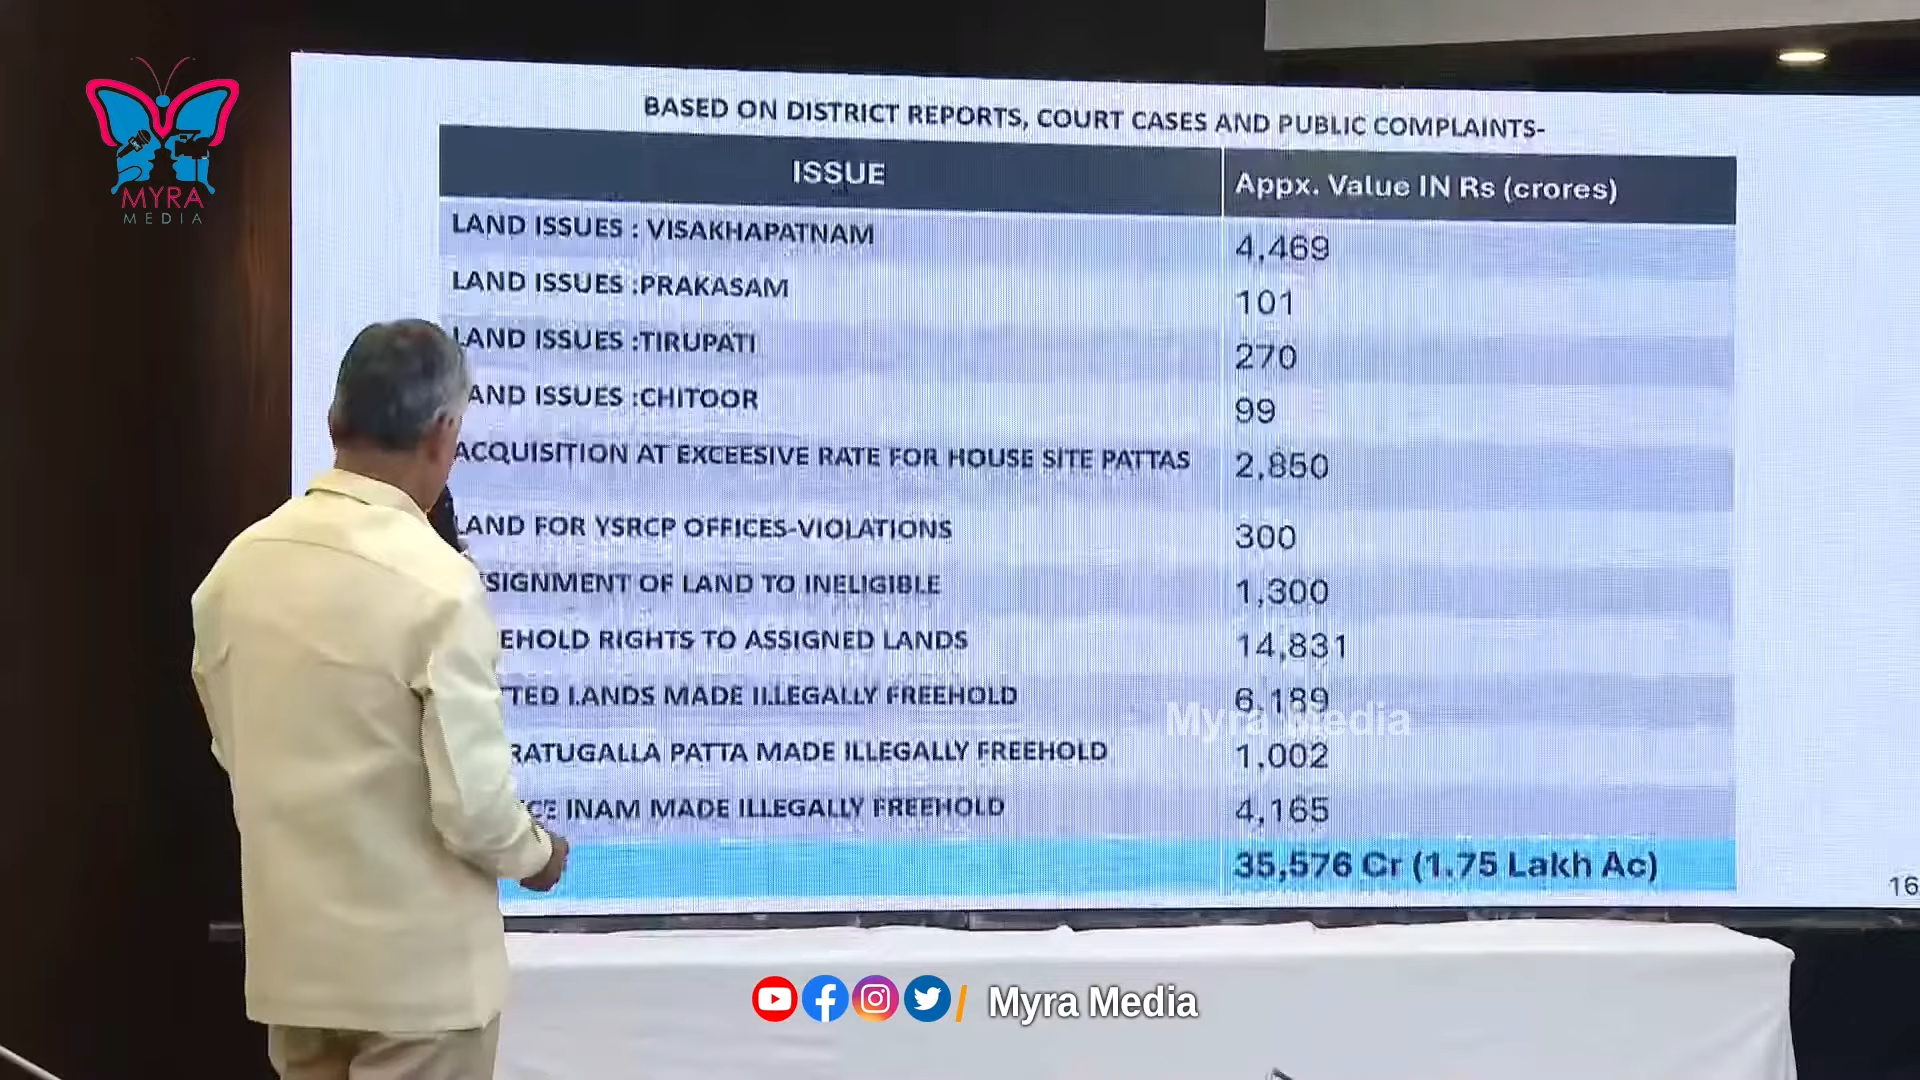 MYRA
MEDIA
BASED ON DISTRICT REPORTS, COURT CASES AND PUBLIC COMPLAINTS-
ISSUE Appx. Value IN Rs (crores)
LAND ISSUES : VISAKHAPATNAM 4,469
LAND ISSUES :PRAKASAM 101
LAND ISSUES :TIRUPATI 270
AND ISSUES :CHITOOR 99
ACQUISITION AT EXCEESIVE RATE FOR HOUSE SITE PATTAS 2,850
LAND FOR YSRCP OFFICES-VIOLATIONS 300
SIGNMENT OF LAND TO INELIGIBLE 1,300
EHOLD RIGHTS TO ASSIGNED LANDS 14,831
TED LANDS MADE ILLEGALLY FREEHOLD 6,189
Myra Media
RATUGALLA PATTA MADE ILLEGALLY FREEHOLD 1,002
CE INAM MADE ILLEGALLY FREEHOLD 4,165
35,576 Cr (1.75 Lakh Ac)
16
/ Myra Media